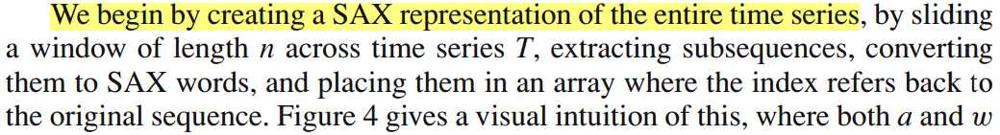 We begin by creating a SAX representation of the entire time series, by sliding
a window of length n across time series T, extracting subsequences, converting
them to SAX words, and placing them in an array where the index refers back to
the original sequence. Figure 4 gives a visual intuition of this, where both a and w